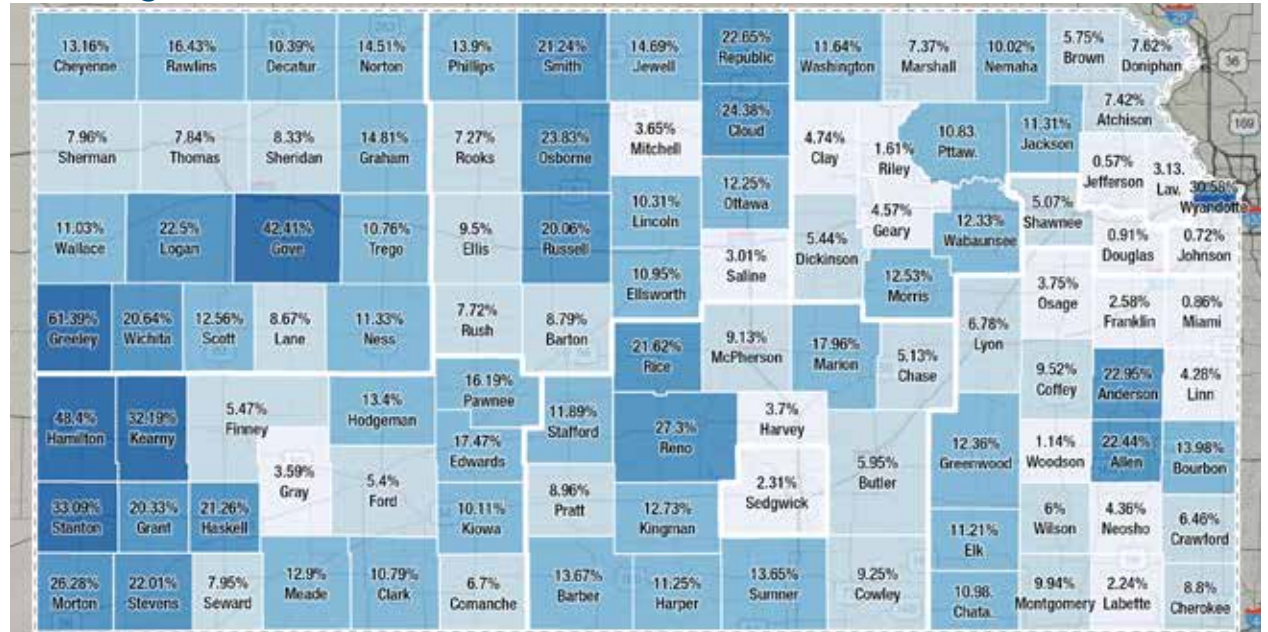 13.16%
Cheyenne
16.43%
Rawlins
10.39%
Decatur
14.51%
Norton
13.9%
Phillips
21.24%
Smith
14.69%
Jewell
22.65%
Republic
11.64%
Washington
7.37%
Marshall
10.02%
Nemaha
5.75%
Brown
7.62%
Doniphan
36
7.96%
Sherman
7.84%
Thomas
8.33%
Sheridan
14.81%
Graham
7.27%
Rooks
23.83%
Osborne
3.65%
Mitchell
24.38%
Cloud
4.74%
Clay
1.61%
Riley
10.83.
Pttaw.
11.31%
Jackson
7.42%
Atchison
169
0.57%
Jefferson
3.13.
Lav.
30.58%
Wyandotte
11.03%
Wallace
22.5%
Logan
42.41%
Gove
10.76%
Trego
9.5%
Ellis
20.06%
Russell
10.31%
Lincoln
12.25%
Ottawa
5.44%
Dickinson
4.57%
Geary
12.33%
Wabaunsee
5.07%
Shawnee
0.91%
Douglas
0.72%
Johnson
10.95%
Ellsworth
3.01%
Saline
12.53%
Morris
3.75%
Osage
2.58%
Franklin
0.86%
Miami
61.39%
Greeley
20.64%
Wichita
12.56%
Scott
8.67%
Lane
11.33%
Ness
7.72%
Rush
8.79%
Barton
21.62%
Rice
9.13%
McPherson
17.96%
Marion
5.13%
Chase
6.78%
Lyon
9.52%
Coffey
22.95%
Anderson
4.28%
Linn
48.4%
Hamilton
32.19%
Kearny
5.47%
Finney
13.4%
Hodgeman
16.19%
Pawnee
11.89%
Stafford
27.3%
Reno
3.7%
Harvey
17.47%
Edwards
3.59%
Gray
5.4%
Ford
2.31%
Sedgwick
5.95%
Butler
12.36%
Greenwood
1.14%
Woodson
22.44%
Allen
13.98%
Bourbon
33.09%
Stanton
20.33%
Grant
21.26%
Haskell
10.11%
Kiowa
8.96%
Pratt
12.73%
Kingman
11.21%
Elk
6%
Wilson
4.36%
Neosho
6.46%
Crawford
26.28%
Morton
22.01%
Stevens
7.95%
Seward
12.9%
Meade
10.79%
Clark
6.7%
Comanche
13.67%
Barber
11.25%
Harper
13.65%
Sumner
9.25%
Cowley
10.98.
Chata.
9.94%
Montgomery
2.24%
Labette
8.8%
Cherokee